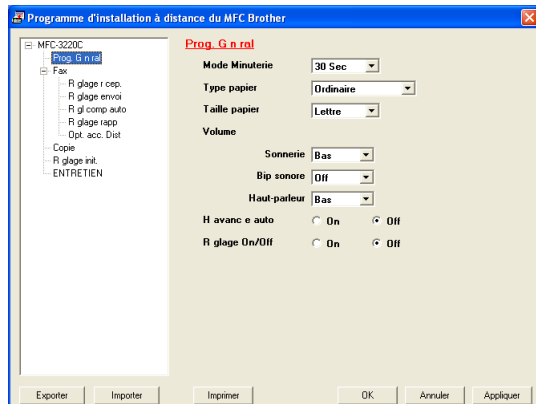 Programme d'installation à distance du MFC Brother
MFC-3220C
Prog. G n ral
Fax
R glage r cep.
R glage envoi
R gl comp auto
R glage rapp
Opt. acc. Dist
Copie
R glage init.
ENTRETIEN
Prog. G n ral
Mode Minuterie 30 Sec
Type papier Ordinaire
Taille papier Lettre
Volume
Sonnerie Bas
Bip sonore Off
Haut-parleur Bas
H avanc e auto On Off
R glage On/Off On Off
Exporter Importer Imprimer OK Annuler Appliquer